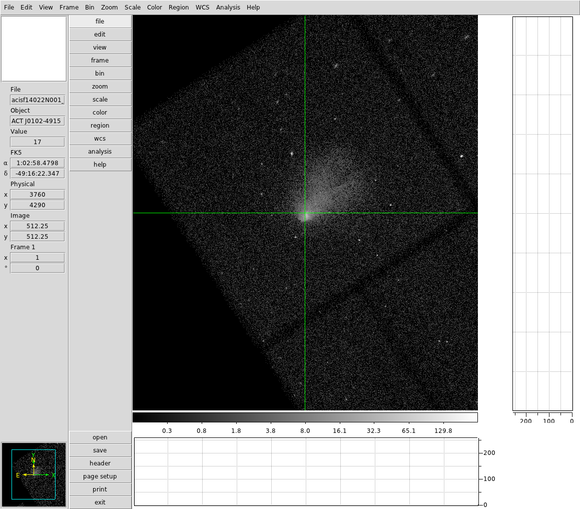 File Edit View Frame Bin Zoom Scale Color Region WCS Analysis Help
File
acisf14022N001_
Object
ACT J0102-4915
Value
17
FK5
α 1:02:58.4798
δ -49:16:22.347
Physical
x 3760
y 4290
Image
x 512.25
y 512.25
Frame 1
x 1
° 0
file
edit
view
frame
bin
zoom
scale
color
region
wcs
analysis
help
open
save
header
page setup
print
exit
0.3 0.8 1.8 3.8 8.0 16.1 32.3 65.1 129.8
200 100 0
200
100
0
N
E
Y
X